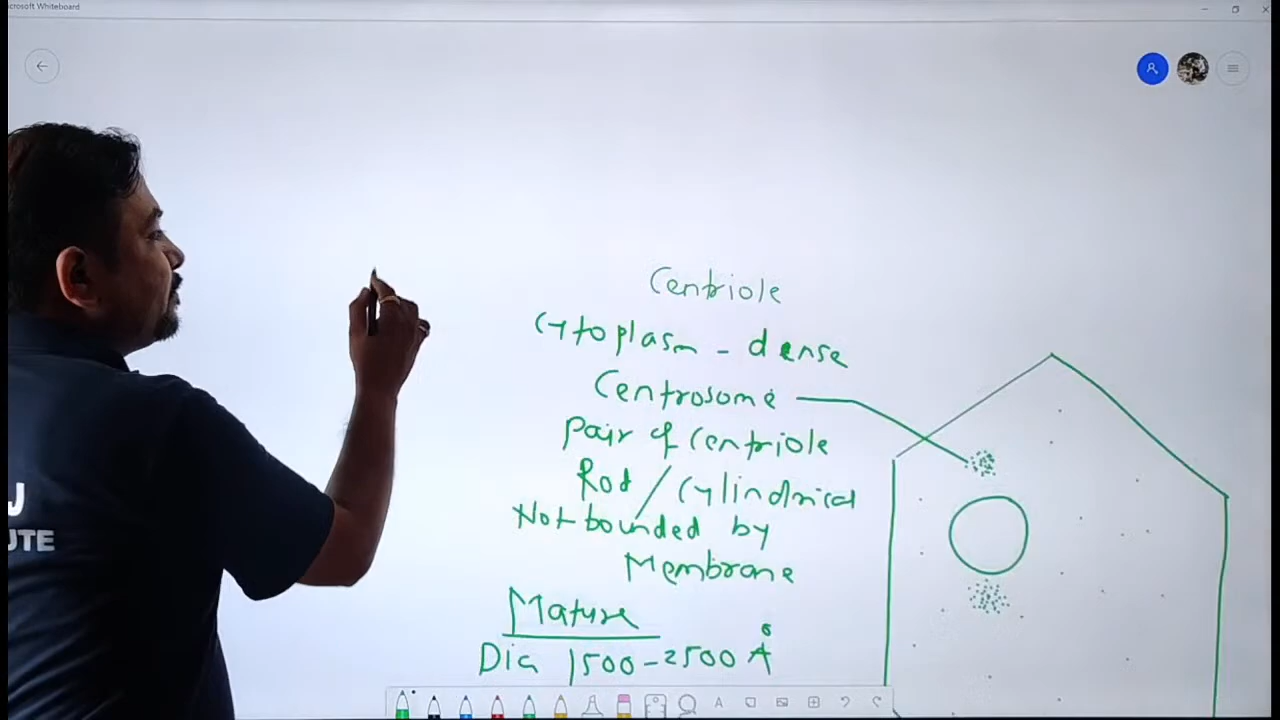 crosoft Whiteboard
Centriole
Cytoplasm - dense
Centrosome
Pair of Centriole
Rod / Cylindrical
Not bounded by
Membrane
Mature
Dia 1500-2500 Å
J
UTE